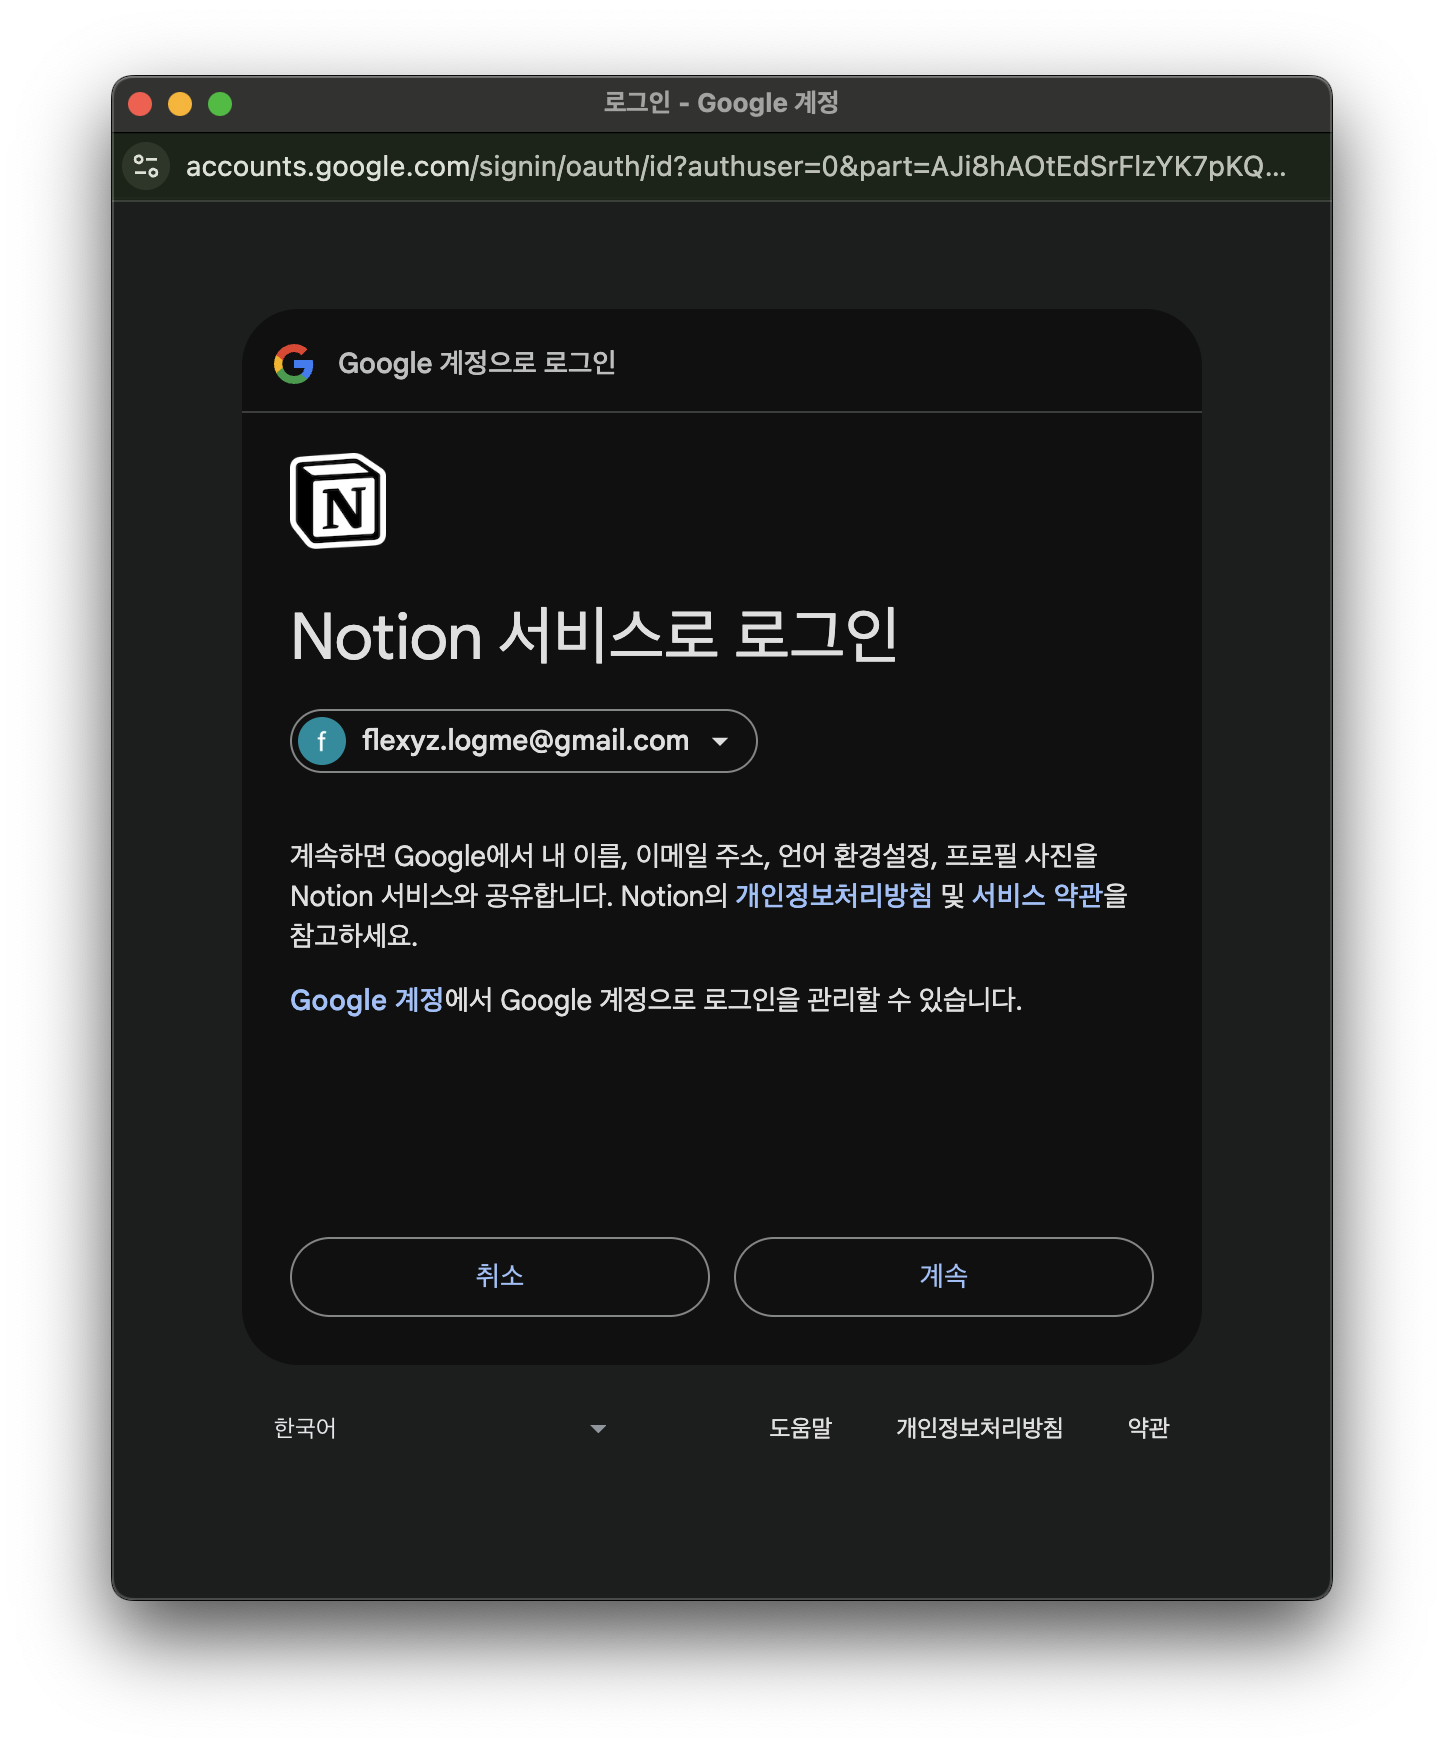 로그인 - Google 계정
accounts.google.com/signin/oauth/id?authuser=0&part=AJi8hAOtEdSrFlzYK7pKQ...
Google 계정으로 로그인
N
Notion 서비스로 로그인
f flexyz.logme@gmail.com
계속하면 Google에서 내 이름, 이메일 주소, 언어 환경설정, 프로필 사진을
Notion 서비스와 공유합니다. Notion의 개인정보처리방침 및 서비스 약관을
참고하세요.
Google 계정에서 Google 계정으로 로그인을 관리할 수 있습니다.
취소 계속
한국어 도움말 개인정보처리방침 약관